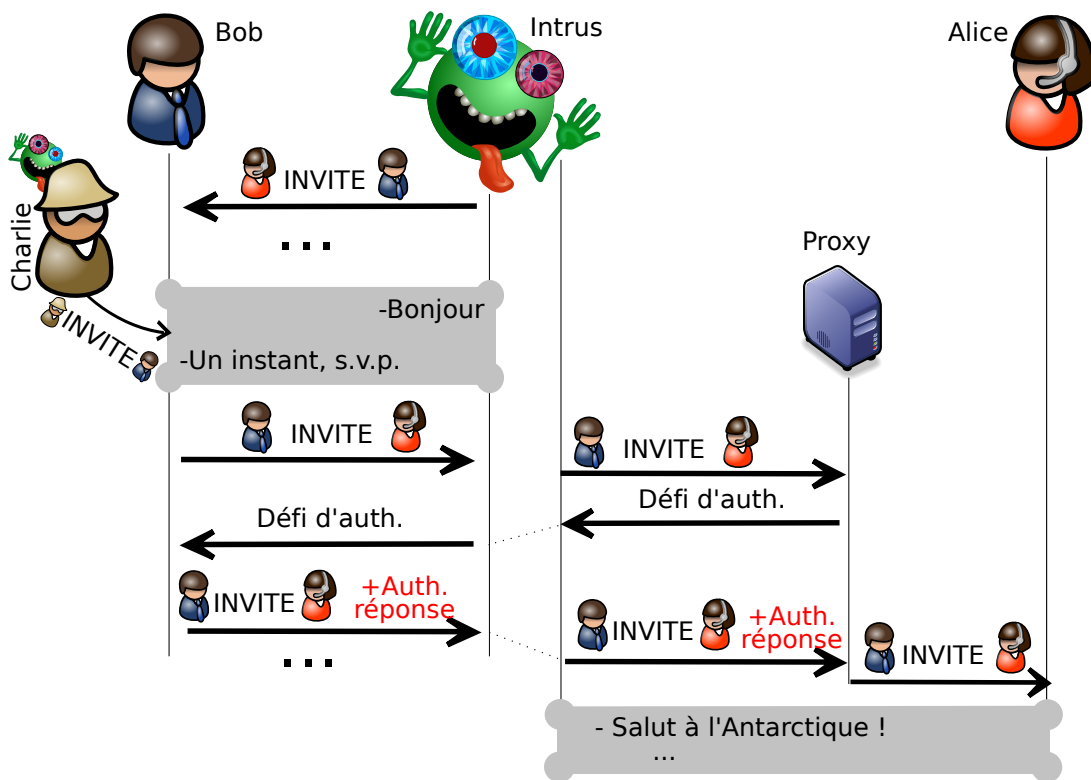 Bob
Intrus
Alice
INVITE
...
Charlie
Proxy
-Bonjour
INVITE
-Un instant, s.v.p.
INVITE
INVITE
Défi d'auth.
Défi d'auth.
INVITE
+Auth.
réponse
INVITE
+Auth.
réponse
INVITE
...
- Salut à l'Antarctique !
...